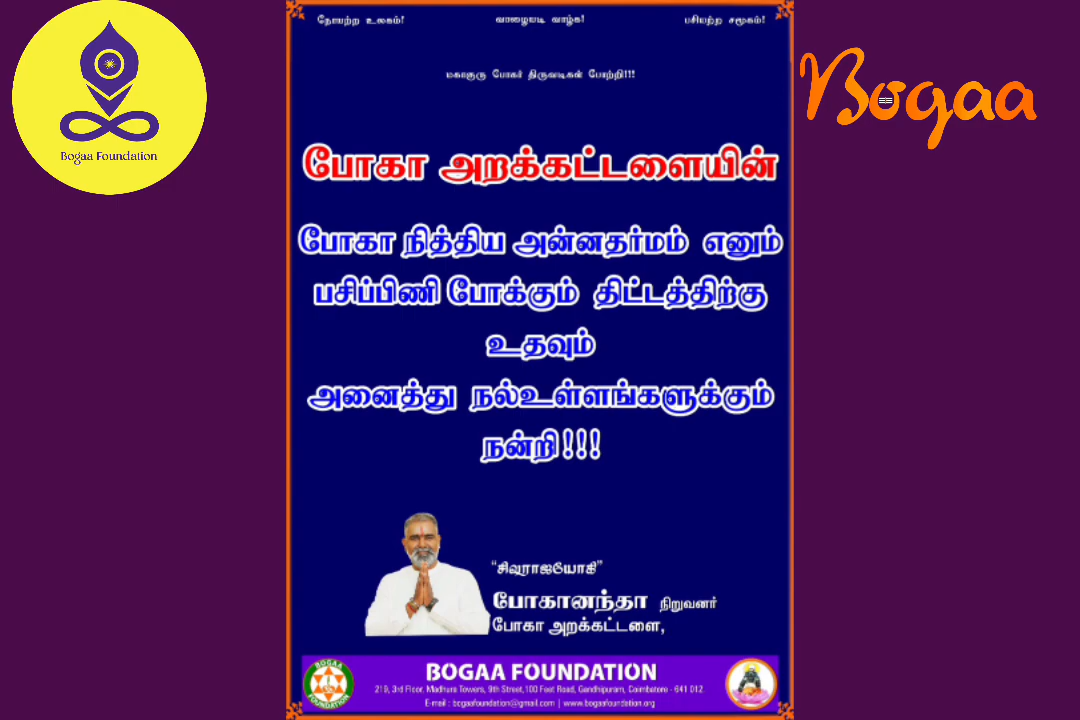 நோயற்ற உலகம்! வாழையடி வாழ்க! பசியற்ற சமூகம்!
மகாகுரு போகர் திருவடிகள் போற்றி!!!
Bogaa Foundation
Bogaa
போகா அறக்கட்டளையின்
போகா நித்திய அன்னதர்மம் எனும்
பசிப்பிணி போக்கும் திட்டத்திற்கு
உதவும்
அனைத்து நல்உள்ளங்களுக்கும்
நன்றி!!!
"சிவராஜயோகி"
போகானந்தா நிறுவனர்
போகா அறக்கட்டளை,
BOGAA FOUNDATION
BOGAA FOUNDATION
219, 3rd Floor, Madhura Towers, 9th Street,100 Feet Road, Gandhipuram, Coimbatore - 641 012
E-mail : bogaafoundation@gmail.com | www.bogaafoundation.org